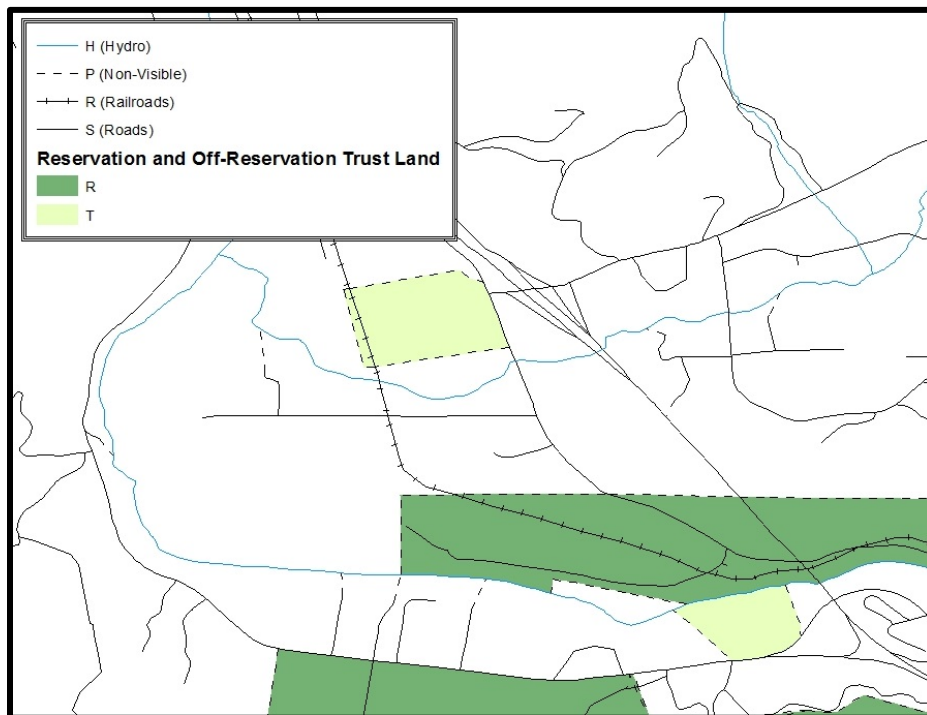 H (Hydro)
P (Non-Visible)
R (Railroads)
S (Roads)
Reservation and Off-Reservation Trust Land
R
T